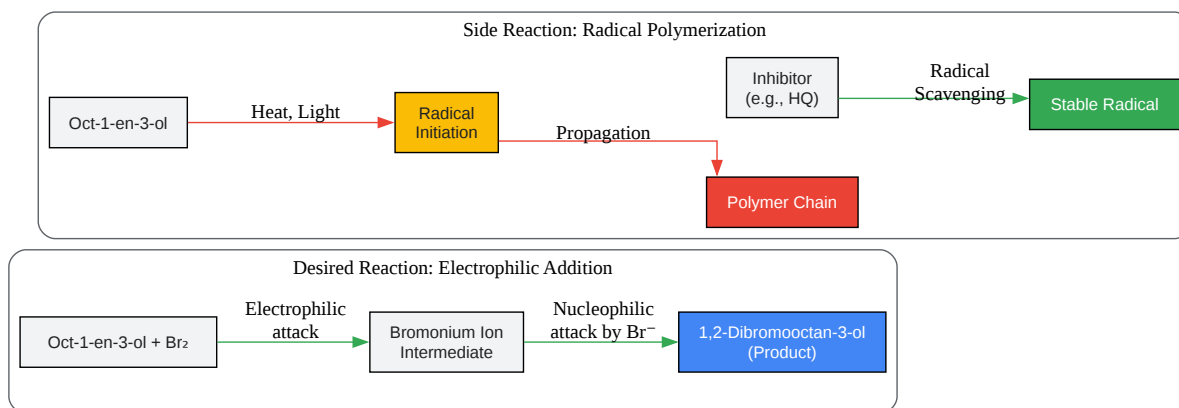 Side Reaction: Radical Polymerization
Oct-1-en-3-ol
Heat, Light
Radical
Initiation
Propagation
Polymer Chain
Inhibitor
(e.g., HQ)
Radical
Scavenging
Stable Radical
Desired Reaction: Electrophilic Addition
Oct-1-en-3-ol + Br₂
Electrophilic
attack
Bromonium Ion
Intermediate
Nucleophilic
attack by Br⁻
1,2-Dibromooctan-3-ol
(Product)